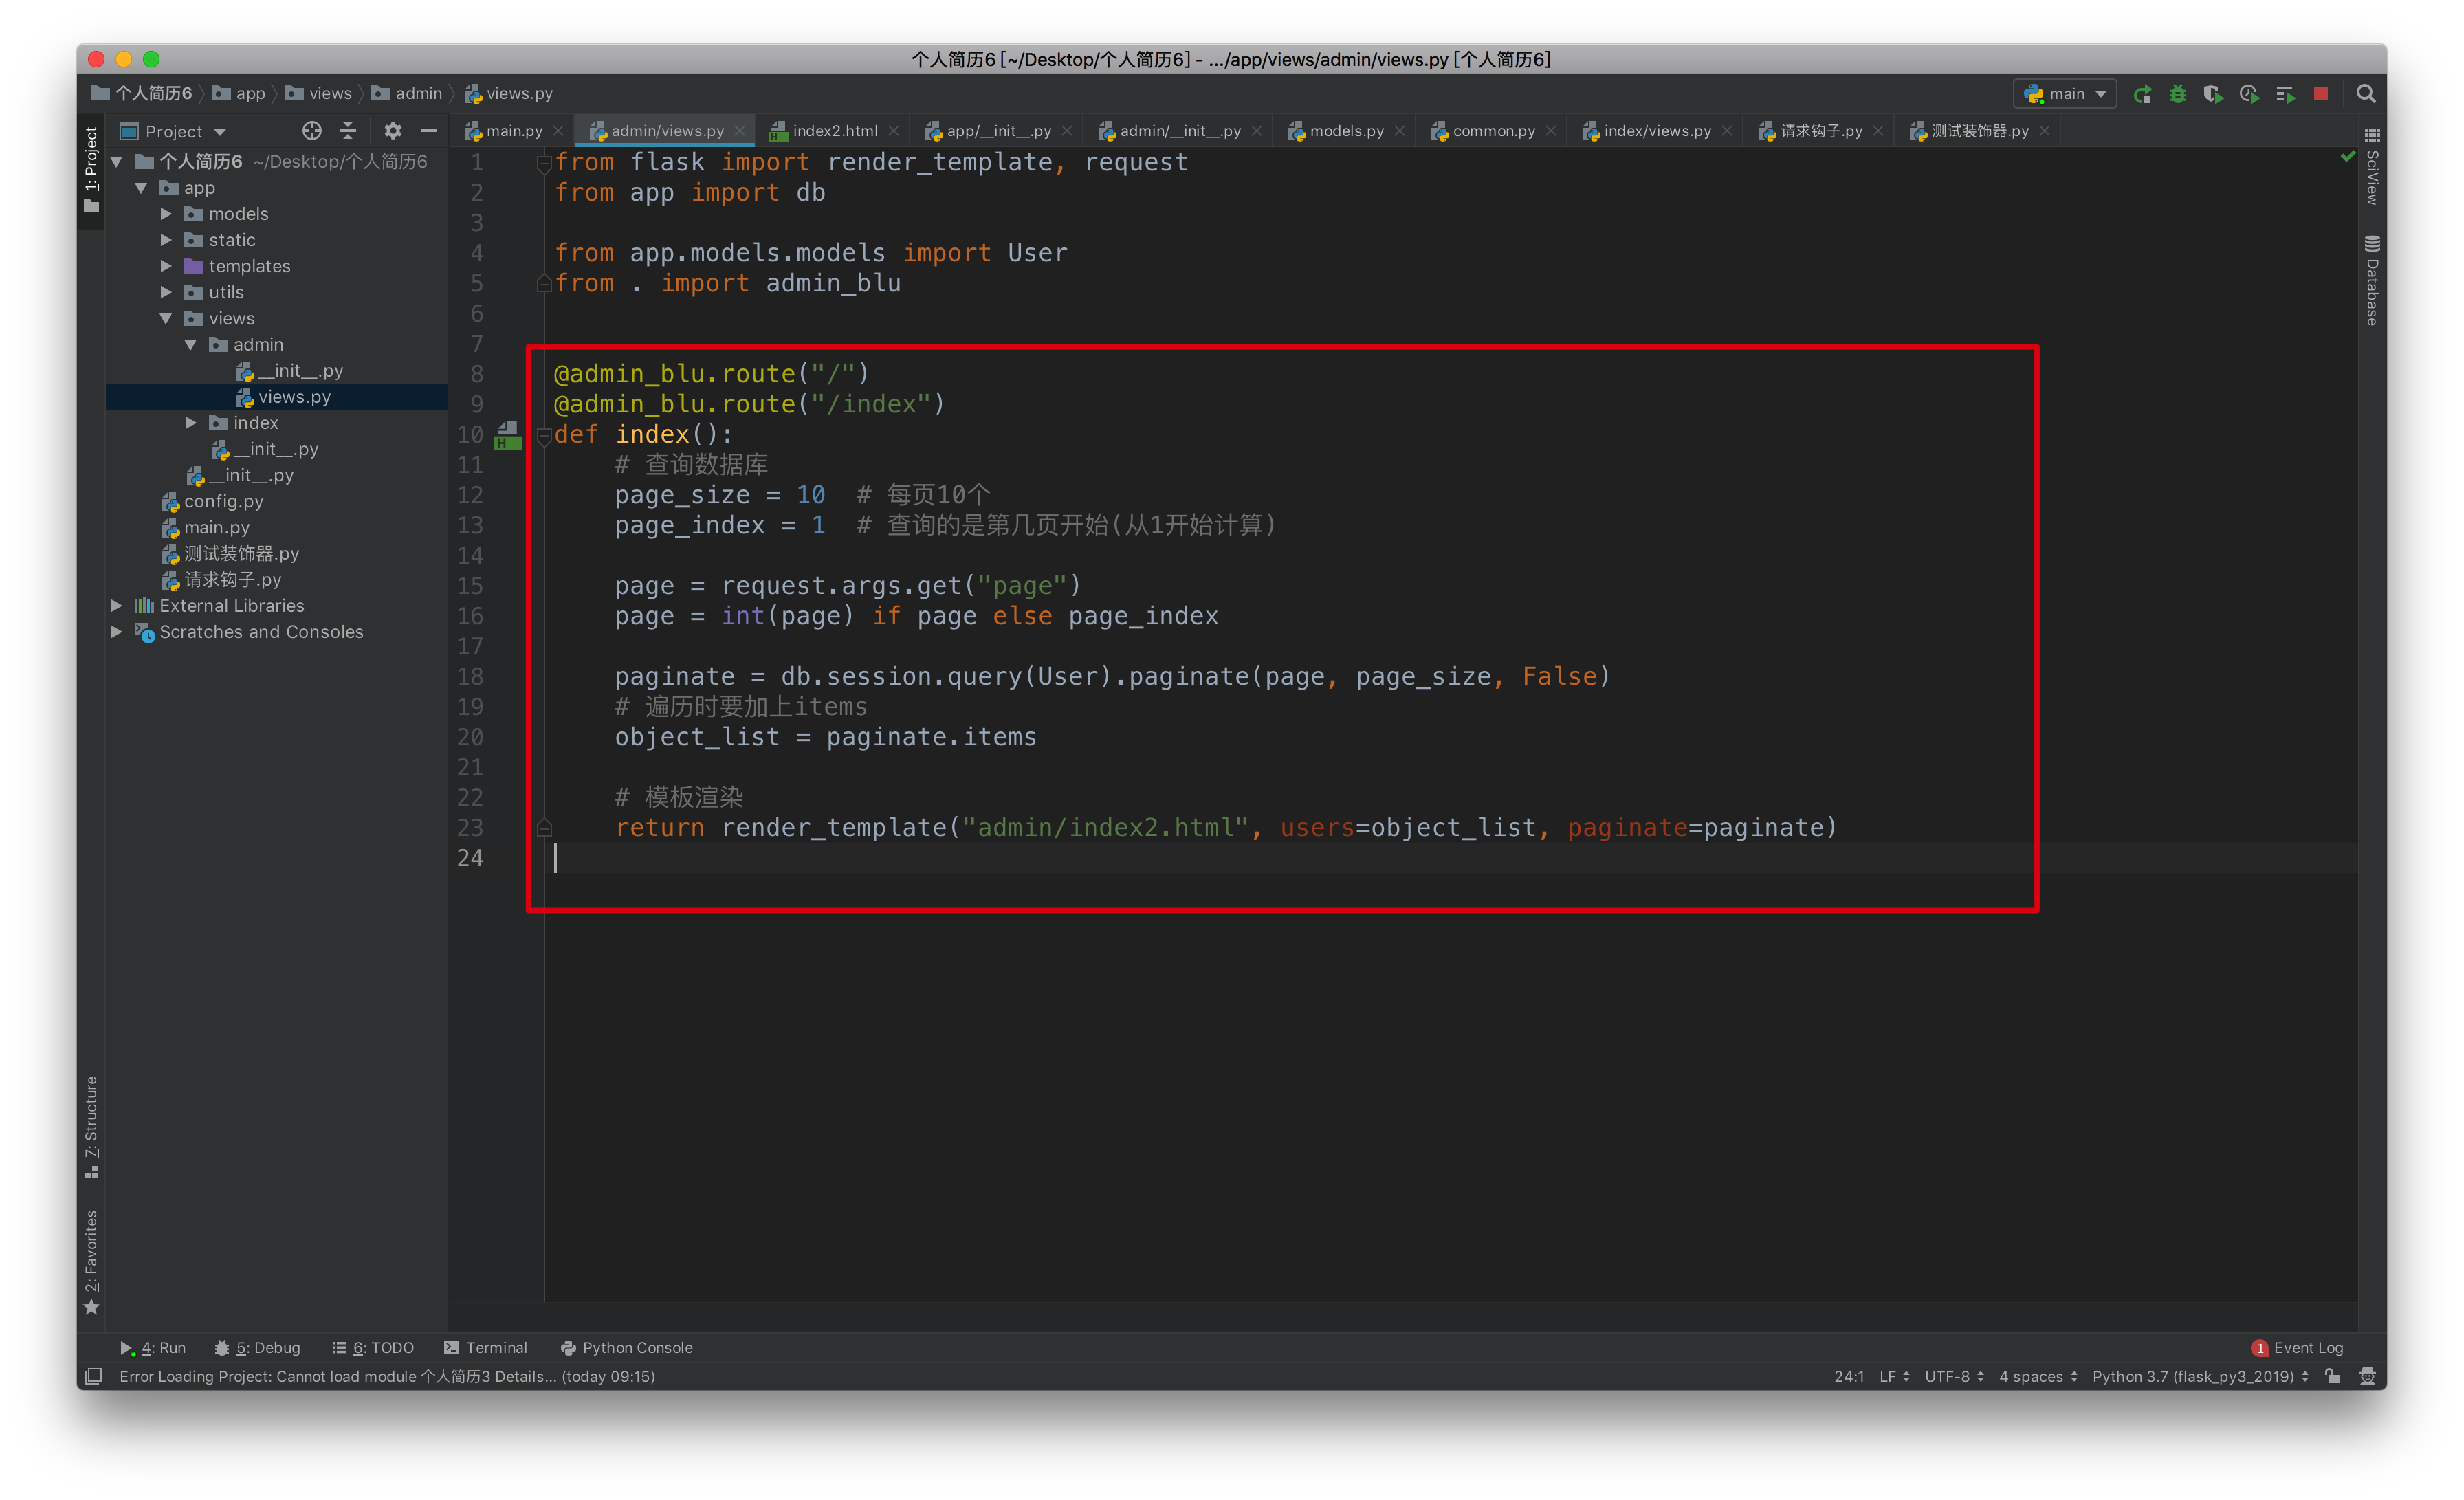 个人简历6 [~/Desktop/个人简历6] - .../app/views/admin/views.py [个人简历6]
个人简历6 app views admin views.py
main
1: Project
Project
main.py
admin/views.py
index2.html
app/__init__.py
admin/__init__.py
models.py
common.py
index/views.py
请求钩子.py
测试装饰器.py
个人简历6 ~/Desktop/个人简历6
app
models
static
templates
utils
views
admin
__init__.py
views.py
index
__init__.py
__init__.py
config.py
main.py
测试装饰器.py
请求钩子.py
External Libraries
Scratches and Consoles
7: Structure
2: Favorites
1 from flask import render_template, request
2 from app import db
3
4 from app.models.models import User
5 from . import admin_blu
6
7
8 @admin_blu.route("/")
9 @admin_blu.route("/index")
10 def index():
11 # 查询数据库
12 page_size = 10  # 每页10个
13 page_index = 1  # 查询的是第几页开始(从1开始计算)
14
15 page = request.args.get("page")
16 page = int(page) if page else page_index
17
18 paginate = db.session.query(User).paginate(page, page_size, False)
19 # 遍历时要加上items
20 object_list = paginate.items
21
22 # 模板渲染
23 return render_template("admin/index2.html", users=object_list, paginate=paginate)
24
SciView
Database
4: Run
5: Debug
6: TODO
Terminal
Python Console
1 Event Log
Error Loading Project: Cannot load module 个人简历3 Details... (today 09:15)
24:1 LF UTF-8 4 spaces Python 3.7 (flask_py3_2019)